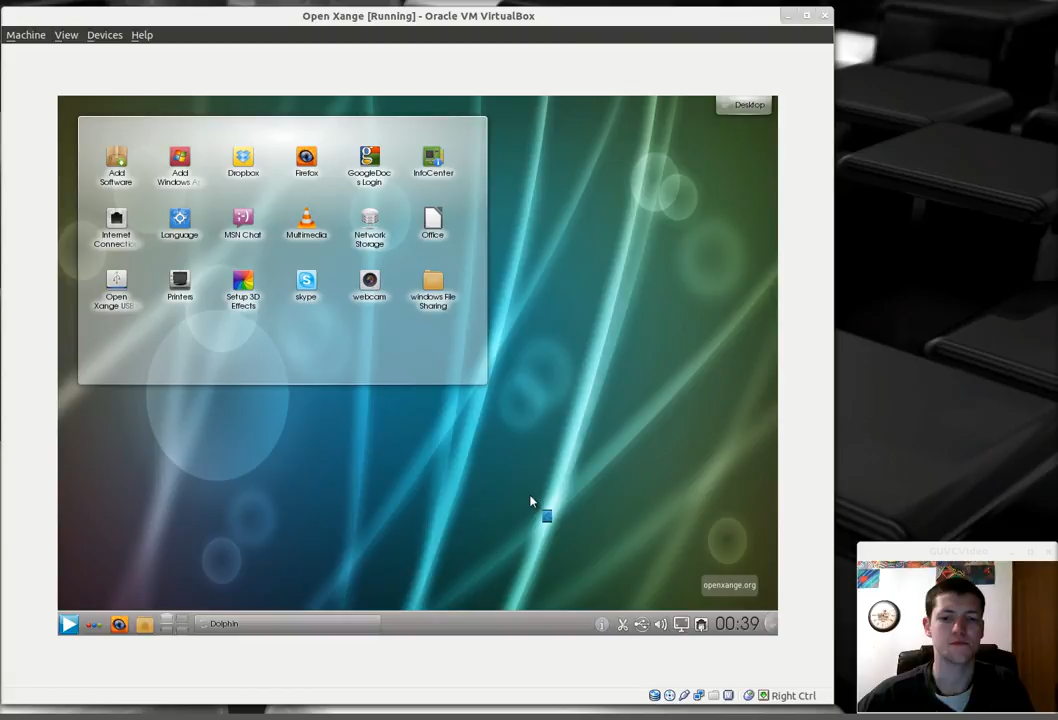 Open Xange [Running] - Oracle VM VirtualBox
Machine View Devices Help
Desktop
Add Software
Add Windows A
Dropbox
Firefox
GoogleDoc s Login
InfoCenter
Internet Connectio
Language
MSN Chat
Multimedia
Network Storage
Office
Open Xange USB
Printers
Setup 3D Effects
skype
webcam
windows File Sharing
openxange.org
Dolphin
00:39
Right Ctrl
GUVCVideo